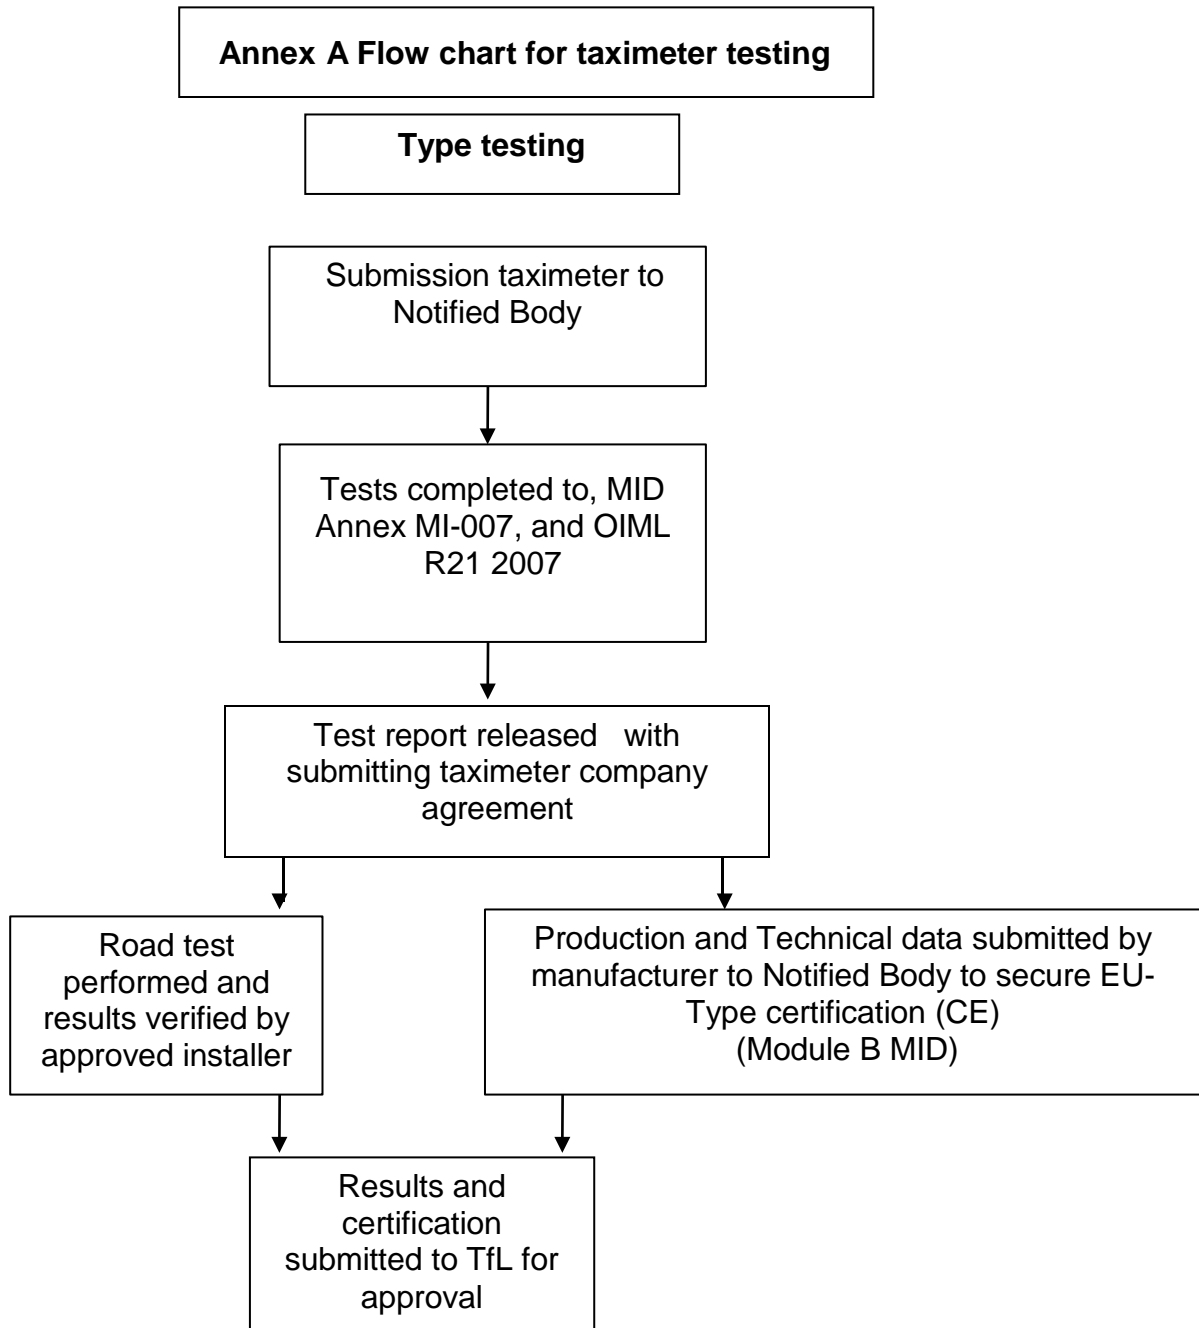 Annex A Flow chart for taximeter testing
Type testing
Submission taximeter to
Notified Body
Tests completed to, MID
Annex MI-007, and OIML
R21 2007
Test report released with
submitting taximeter company
agreement
Road test
performed and
results verified by
approved installer
Production and Technical data submitted by
manufacturer to Notified Body to secure EU-
Type certification (CE)
(Module B MID)
Results and
certification
submitted to TfL for
approval